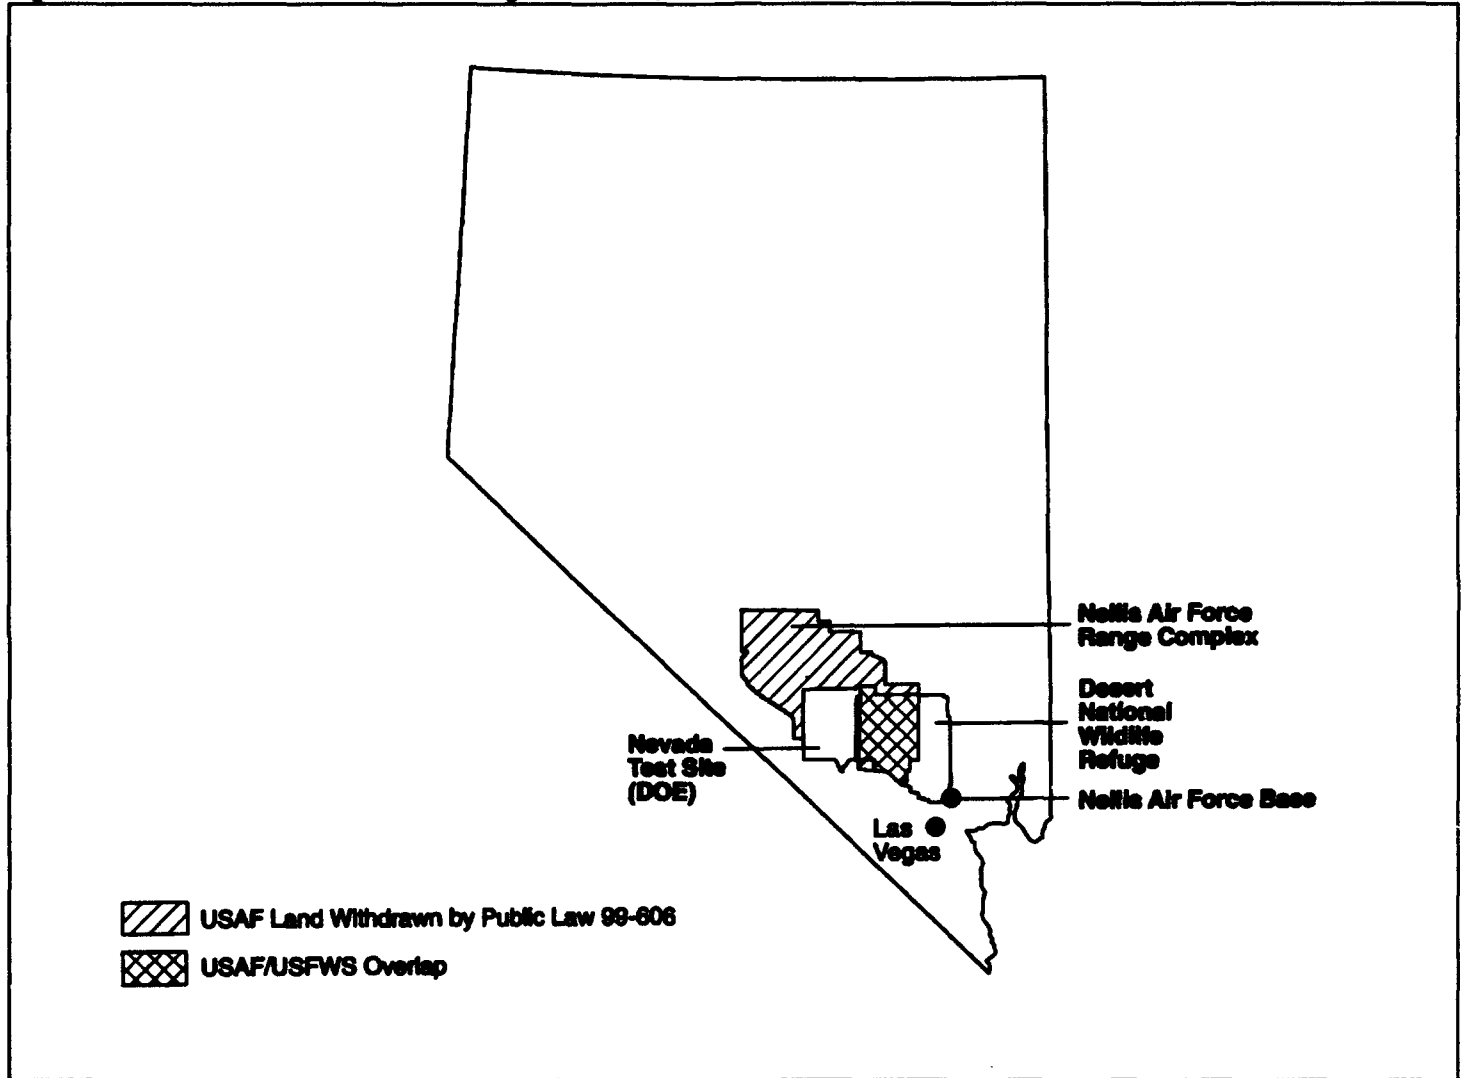 Nellis Air Force
Range Complex
Desert
National
Wildlife
Refuge
Nevada
Test Site
(DOE)
Nellis Air Force Base
Las
Vegas
USAF Land Withdrawn by Public Law 99-606
USAF/USFWS Overlap